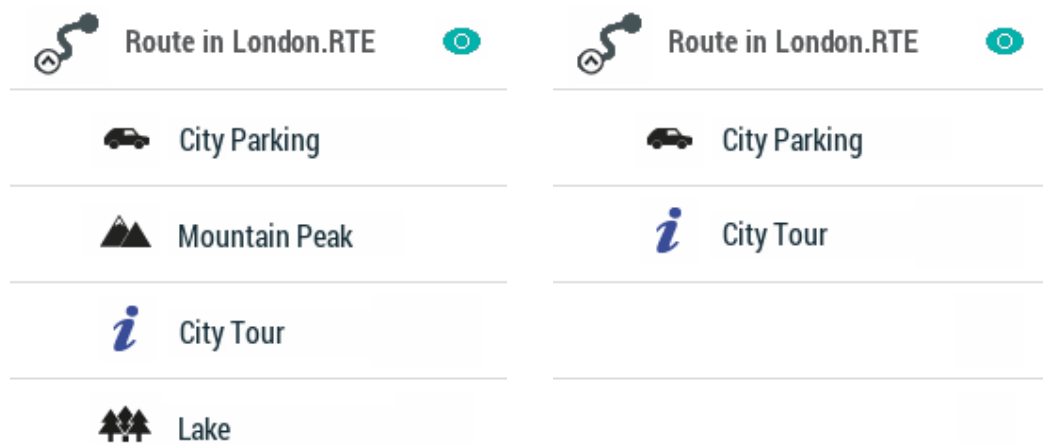 Route in London.RTE
City Parking
Mountain Peak
City Tour
Lake
Route in London.RTE
City Parking
City Tour